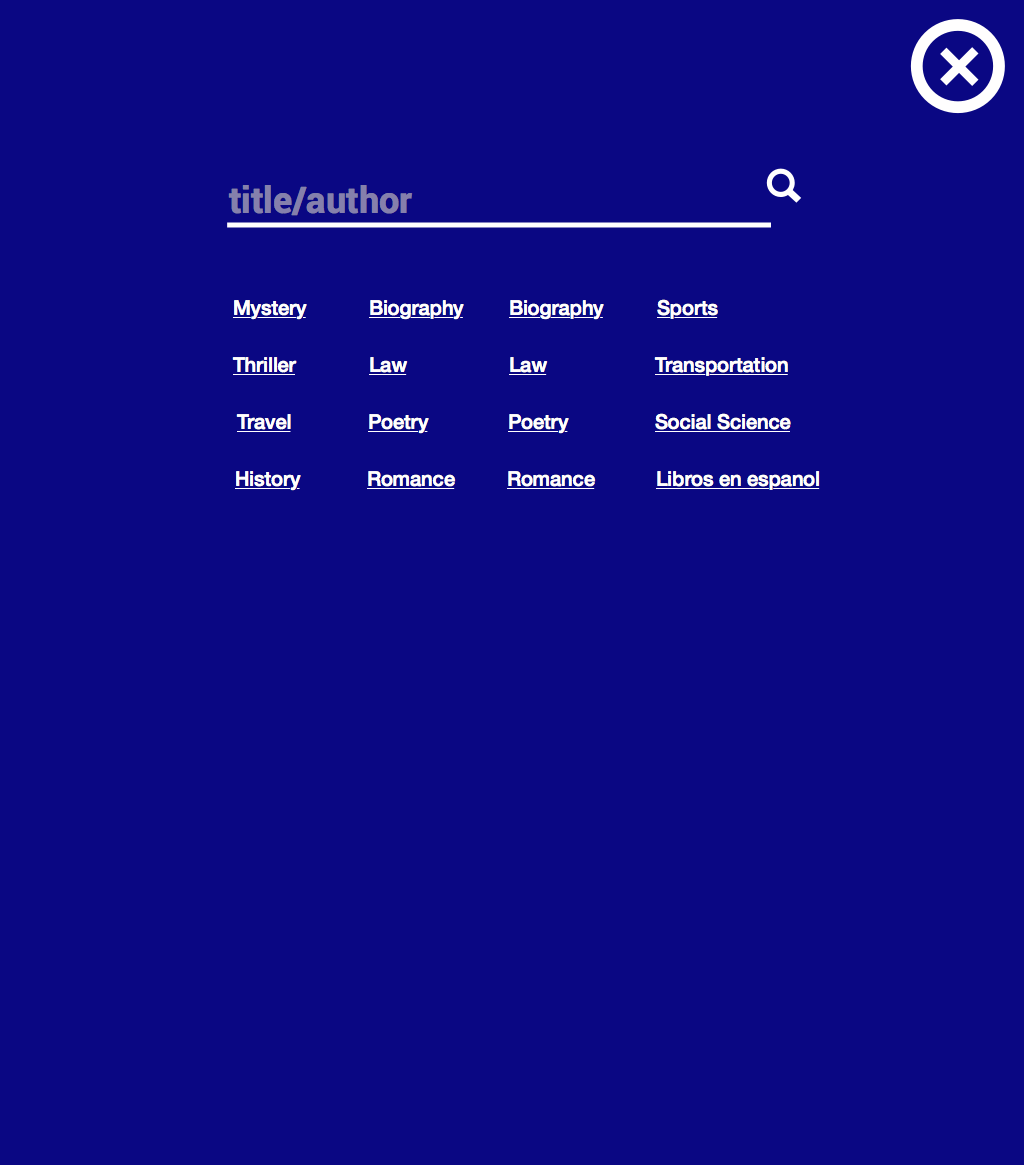 title/author
Mystery Biography Biography Sports
Thriller Law Law Transportation
Travel Poetry Poetry Social Science
History Romance Romance Libros en espanol